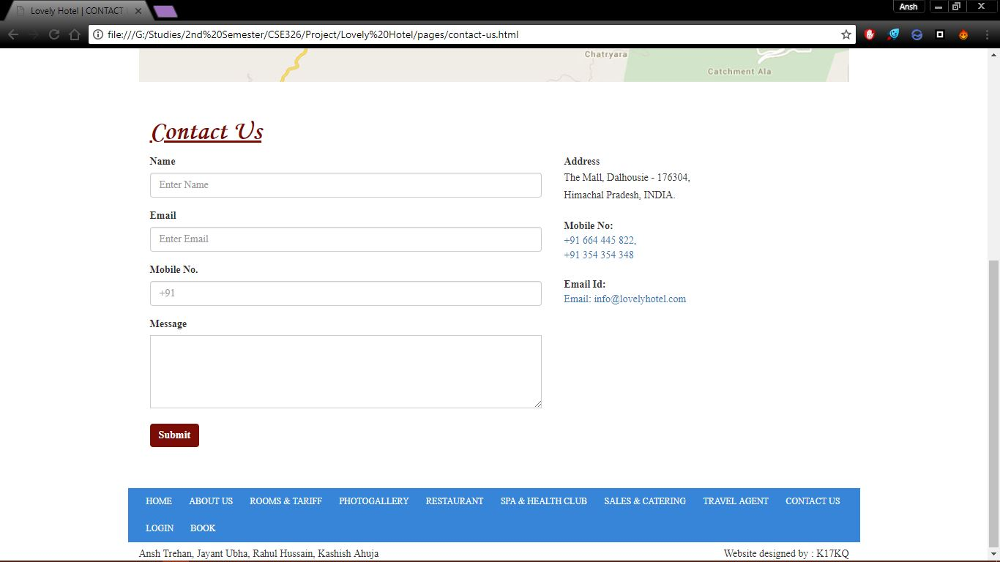 Lovely Hotel | CONTACT
Ansh
file:///G:/Studies/2nd%20Semester/CSE326/Project/Lovely%20Hotel/pages/contact-us.html
Chatryara
Catchment Ala
Contact Us
Name
Enter Name
Email
Enter Email
Mobile No.
+91
Message
Submit
Address
The Mall, Dalhousie - 176304,
Himachal Pradesh, INDIA.
Mobile No:
+91 664 445 822,
+91 354 354 348
Email Id:
Email: info@lovelyhotel.com
HOME ABOUT US ROOMS & TARIFF PHOTOGALLERY RESTAURANT SPA & HEALTH CLUB SALES & CATERING TRAVEL AGENT CONTACT US
LOGIN BOOK
Ansh Trehan, Jayant Ubha, Rahul Hussain, Kashish Ahuja
Website designed by : K17KQ